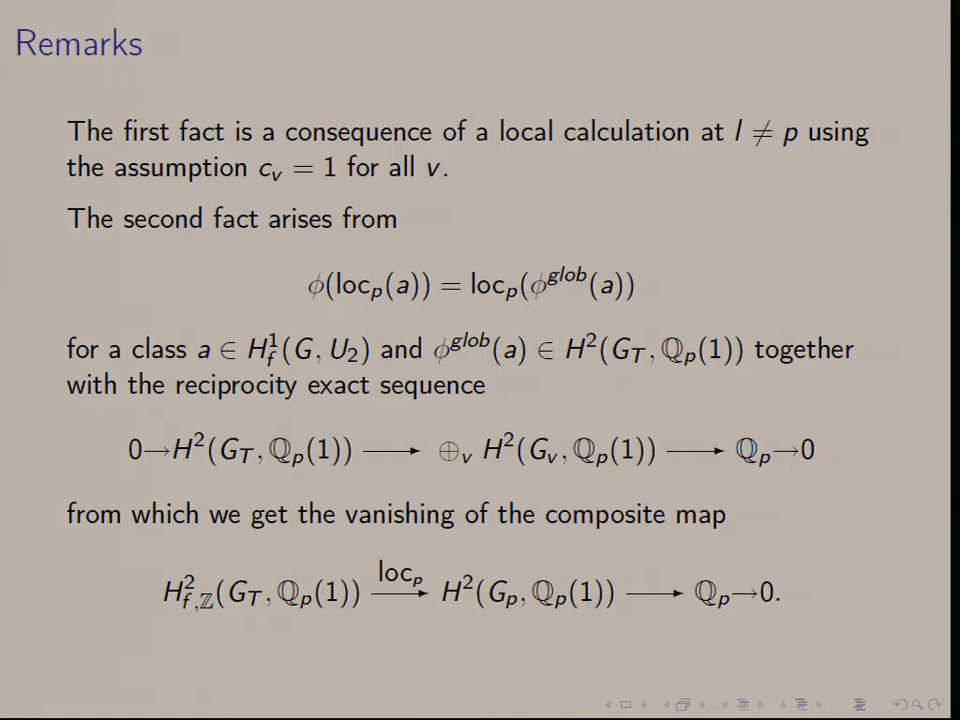 Remarks
The first fact is a consequence of a local calculation at l ≠ p using
the assumption c_v = 1 for all v.
The second fact arises from
ϕ(loc_p(a)) = loc_p(ϕ^{glob}(a))
for a class a ∈ H^1_f(G, U_2) and ϕ^{glob}(a) ∈ H^2(G_T, ℚ_p(1)) together
with the reciprocity exact sequence
0→H^2(G_T, ℚ_p(1)) ⟶ ⊕_v H^2(G_v, ℚ_p(1)) ⟶ ℚ_p→0
from which we get the vanishing of the composite map
H^2_{f,ℤ}(G_T, ℚ_p(1)) \xrightarrow{loc_p} H^2(G_p, ℚ_p(1)) ⟶ ℚ_p→0.